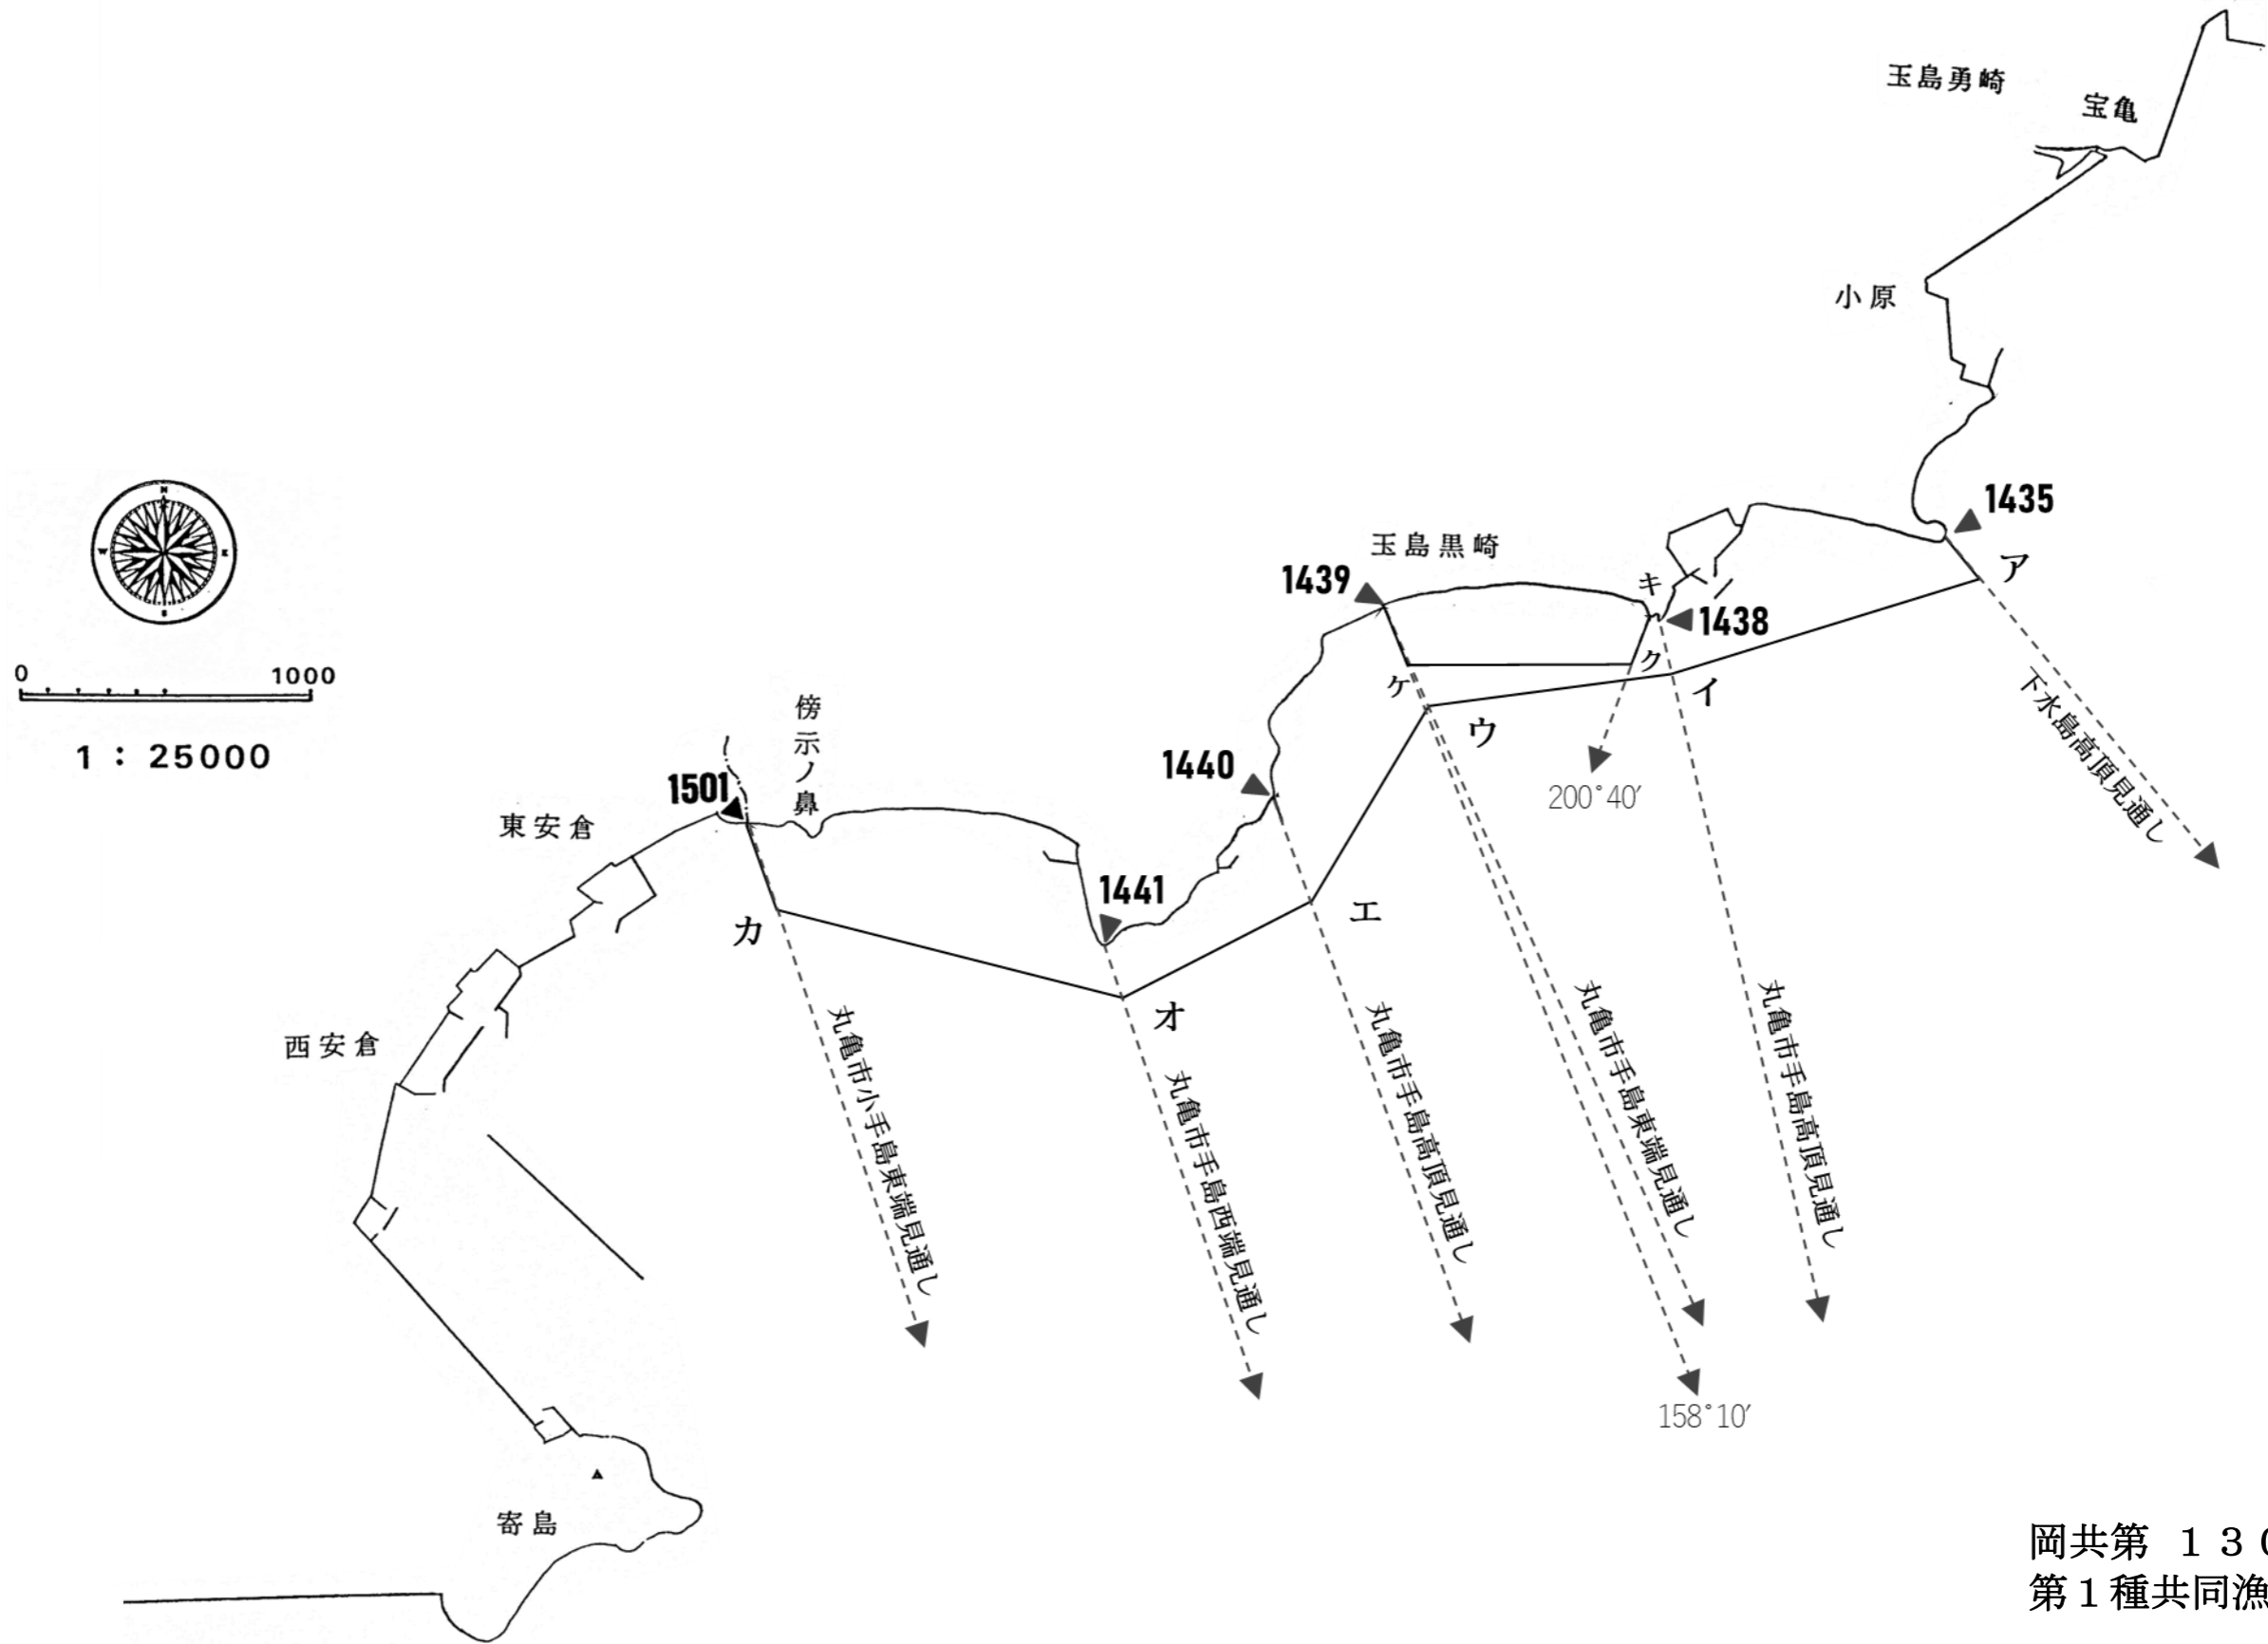 玉島勇崎
宝亀
小原
1435
ア
玉島黒崎
1439
キ
1438
ク
ケ
イ
ウ
下水島高頂見通し
N
W
E
S
0 1000
1：25000
傍示ノ鼻
1440
200°40′
1501
東安倉
1441
エ
カ
オ
西安倉
丸亀市小手島東端見通し
丸亀市手島西端見通し
丸亀市手島高頂見通し
丸亀市手島東端見通し
丸亀市手島高頂見通し
158°10′
寄島
岡共第 １３
第１種共同漁